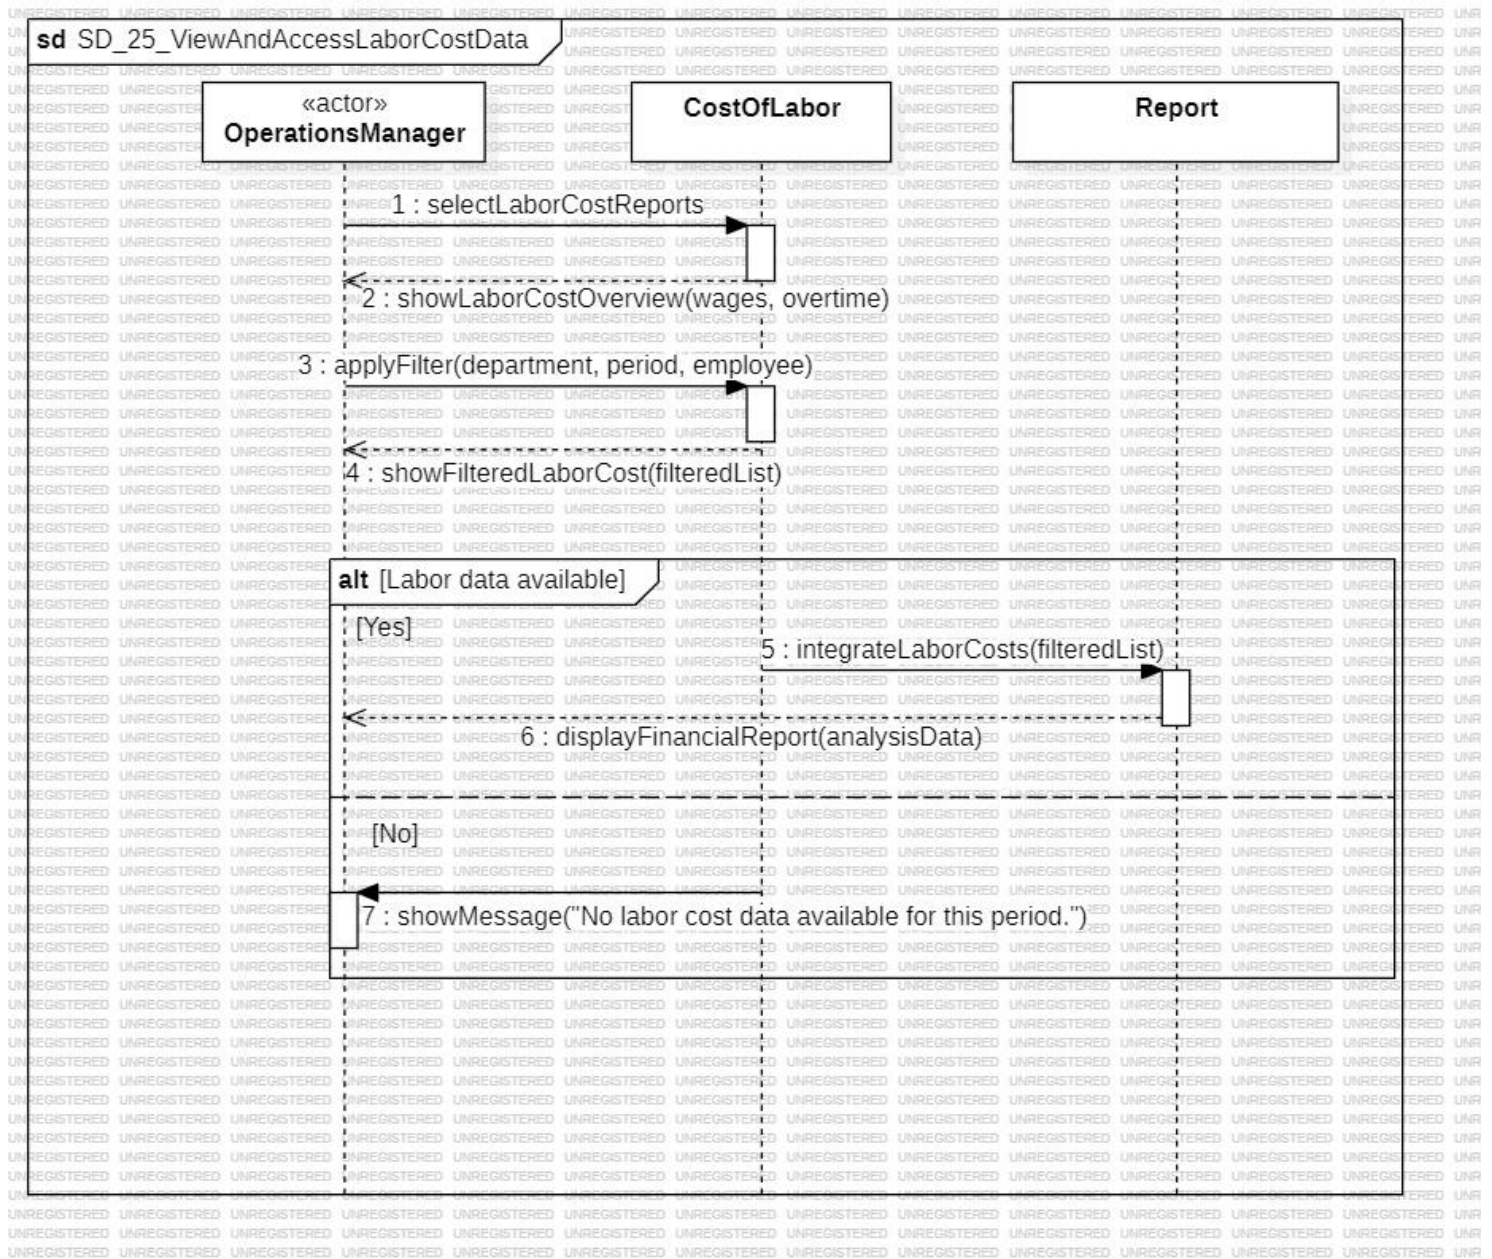 sd SD_25_ViewAndAccessLaborCostData
«actor»
OperationsManager
CostOfLabor
Report
1 : selectLaborCostReports
2 : showLaborCostOverview(wages, overtime)
3 : applyFilter(department, period, employee)
4 : showFilteredLaborCost(filteredList)
alt [Labor data available]
[Yes]
5 : integrateLaborCosts(filteredList)
6 : displayFinancialReport(analysisData)
[No]
7 : showMessage("No labor cost data available for this period.")
UNREGISTERED